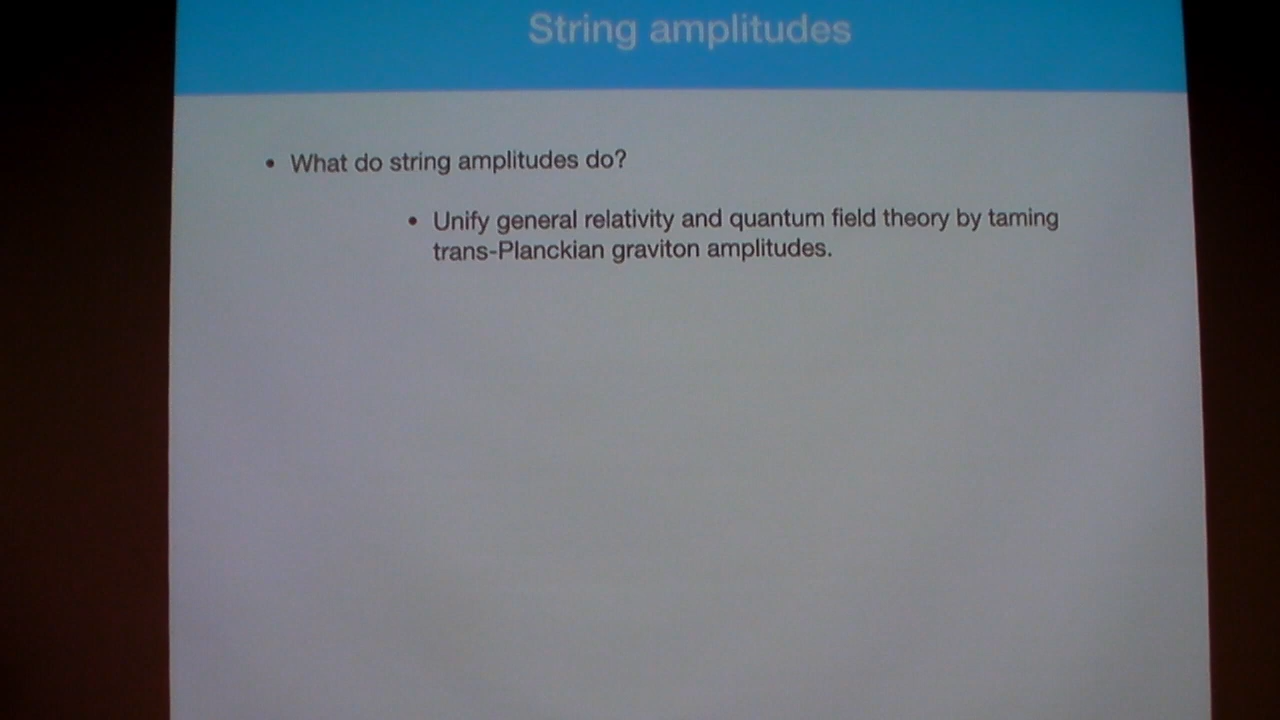 String amplitudes
• What do string amplitudes do?
• Unify general relativity and quantum field theory by taming
trans-Planckian graviton amplitudes.